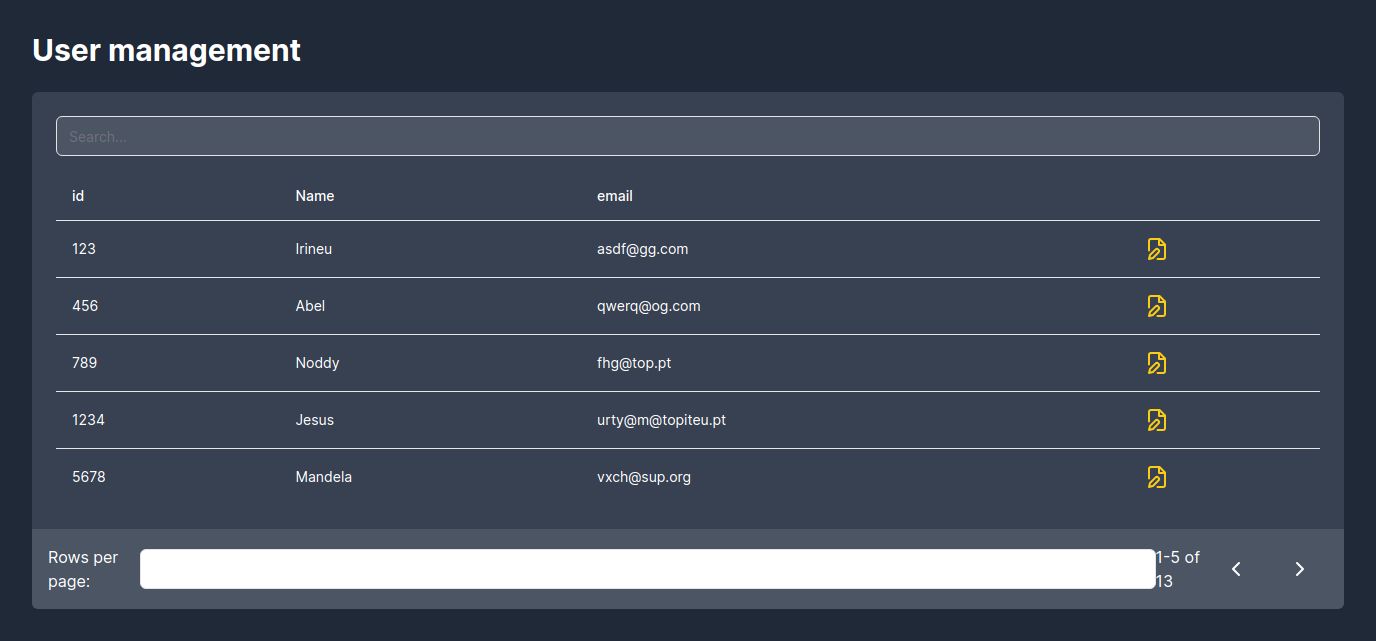 User management
Search...
id Name email
123 Irineu asdf@gg.com
456 Abel qwerq@og.com
789 Noddy fhg@top.pt
1234 Jesus urty@m@topiteu.pt
5678 Mandela vxch@sup.org
Rows per
page:
1-5 of
13